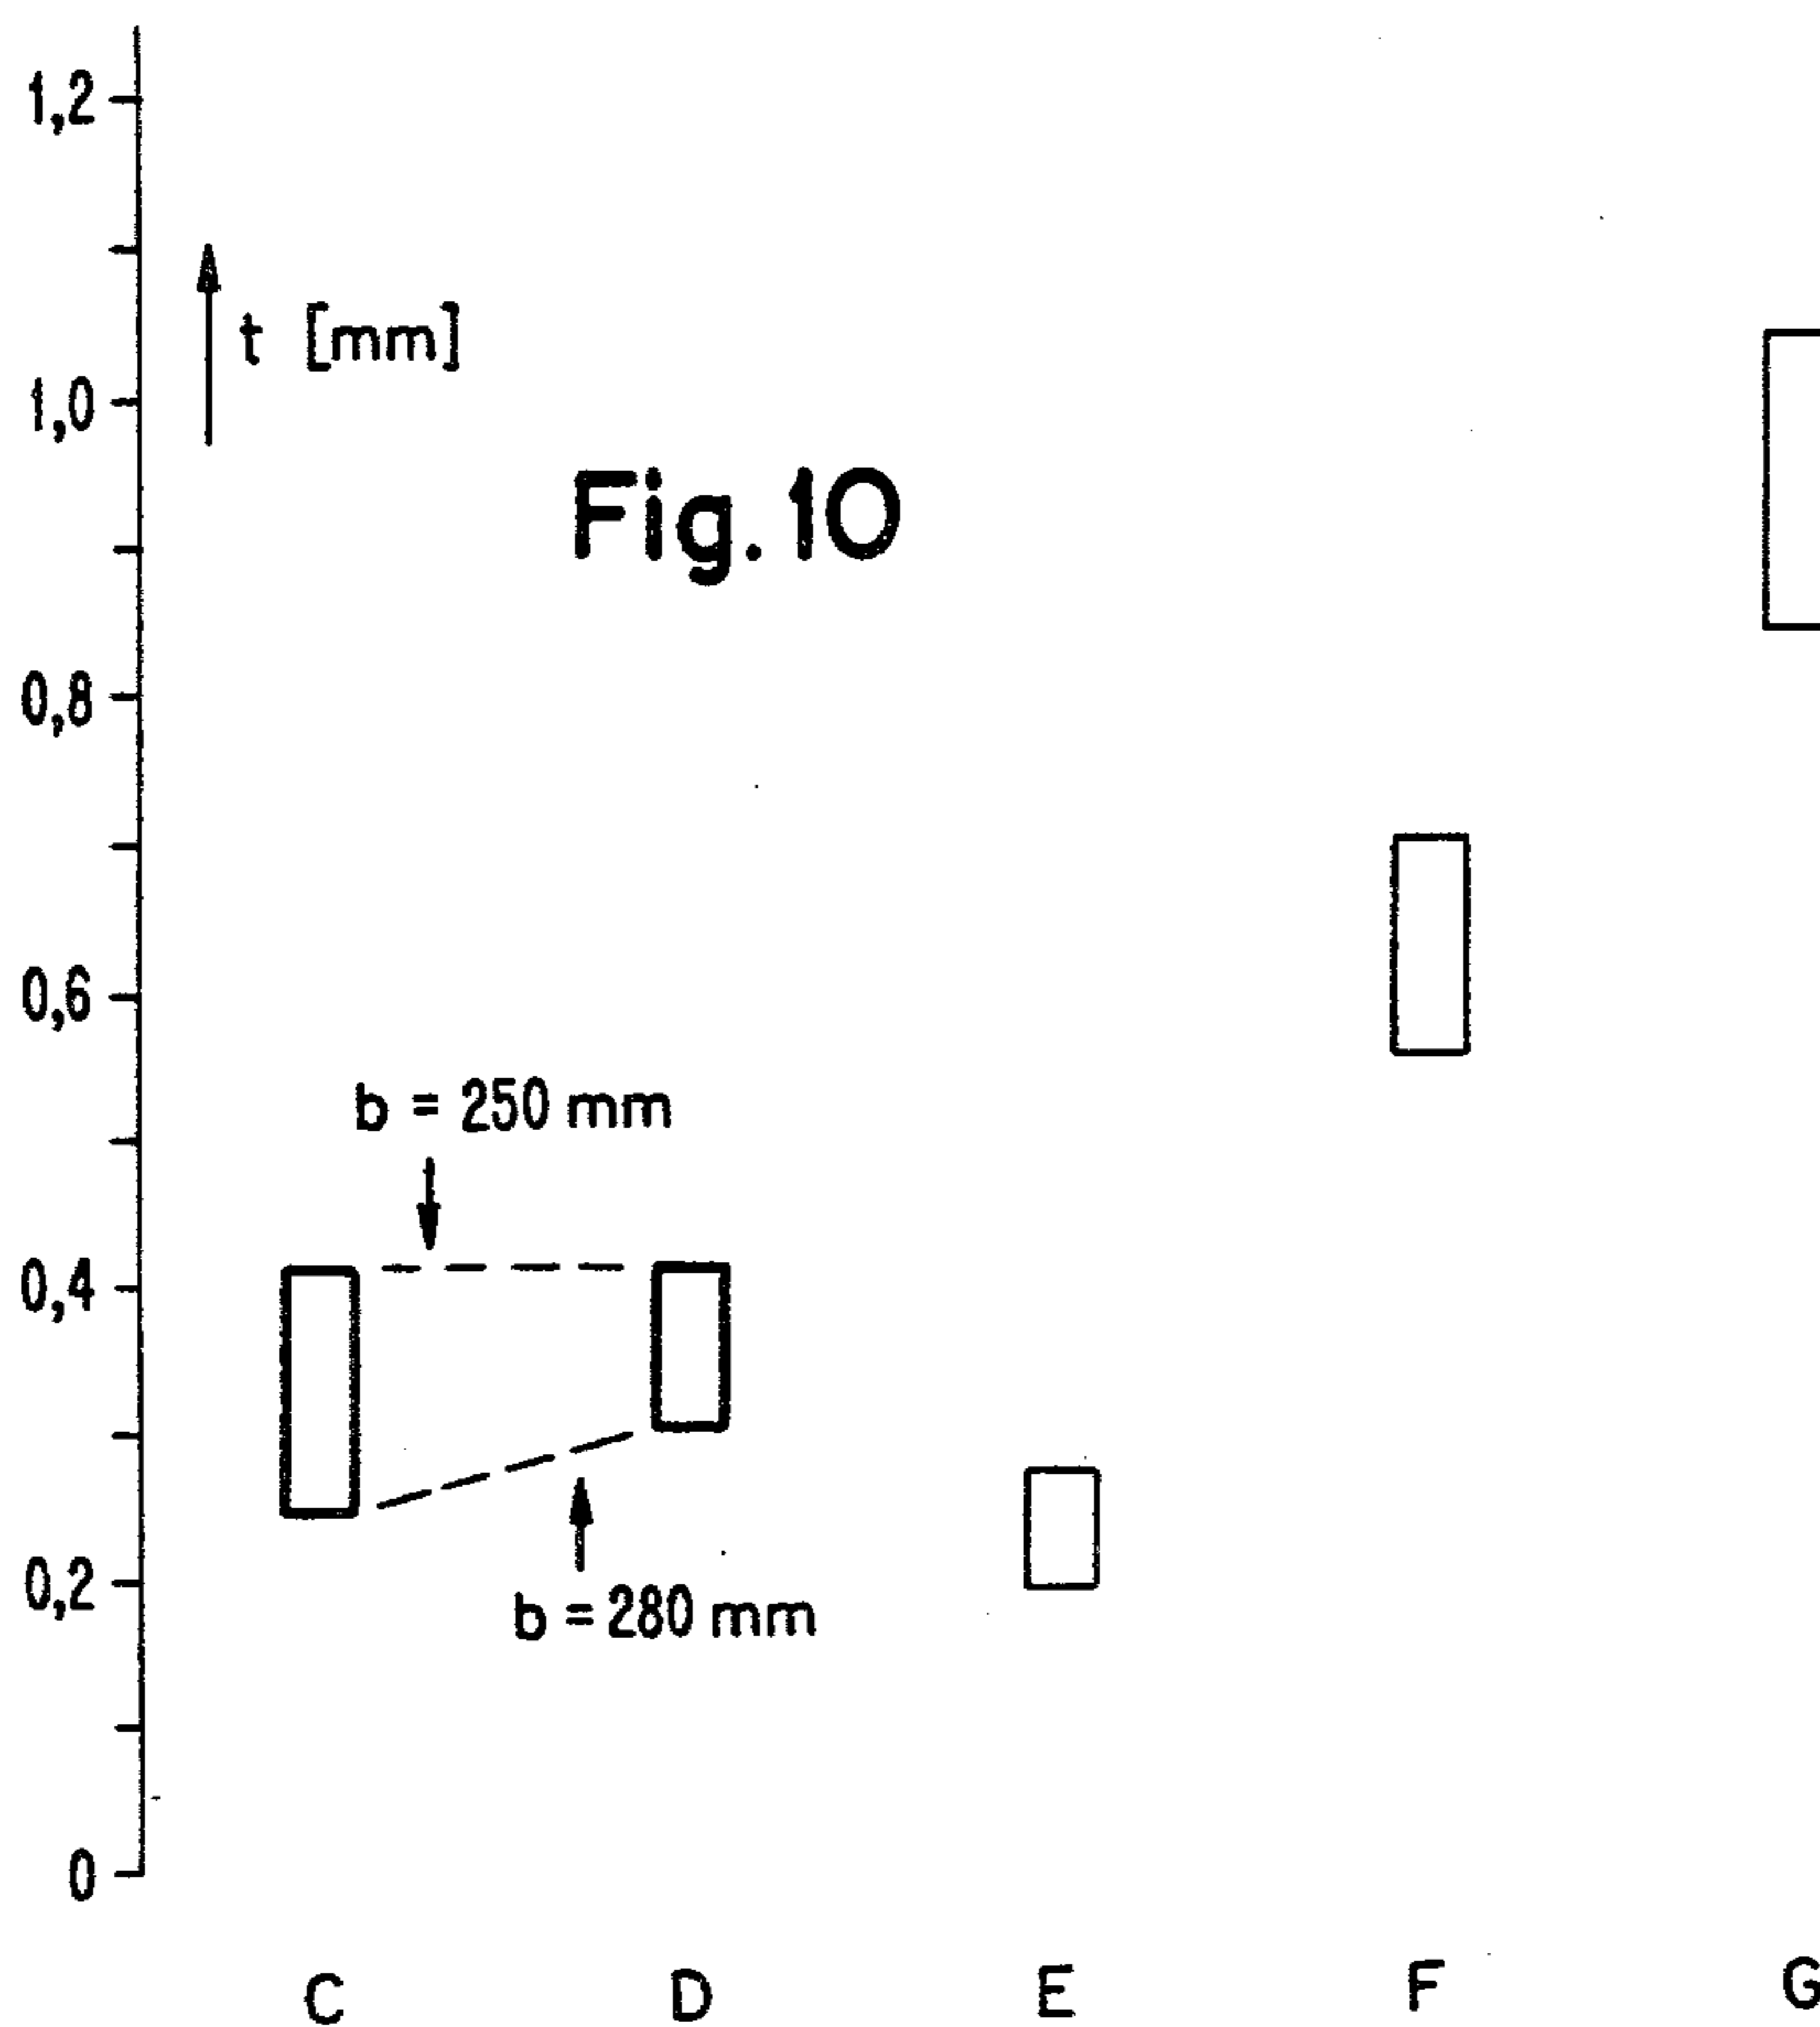 1,2
t [mm]
1,0
Fig.10
0,8
0,6
b = 250 mm
0,4
0,2
b = 280 mm
0
C D E F G